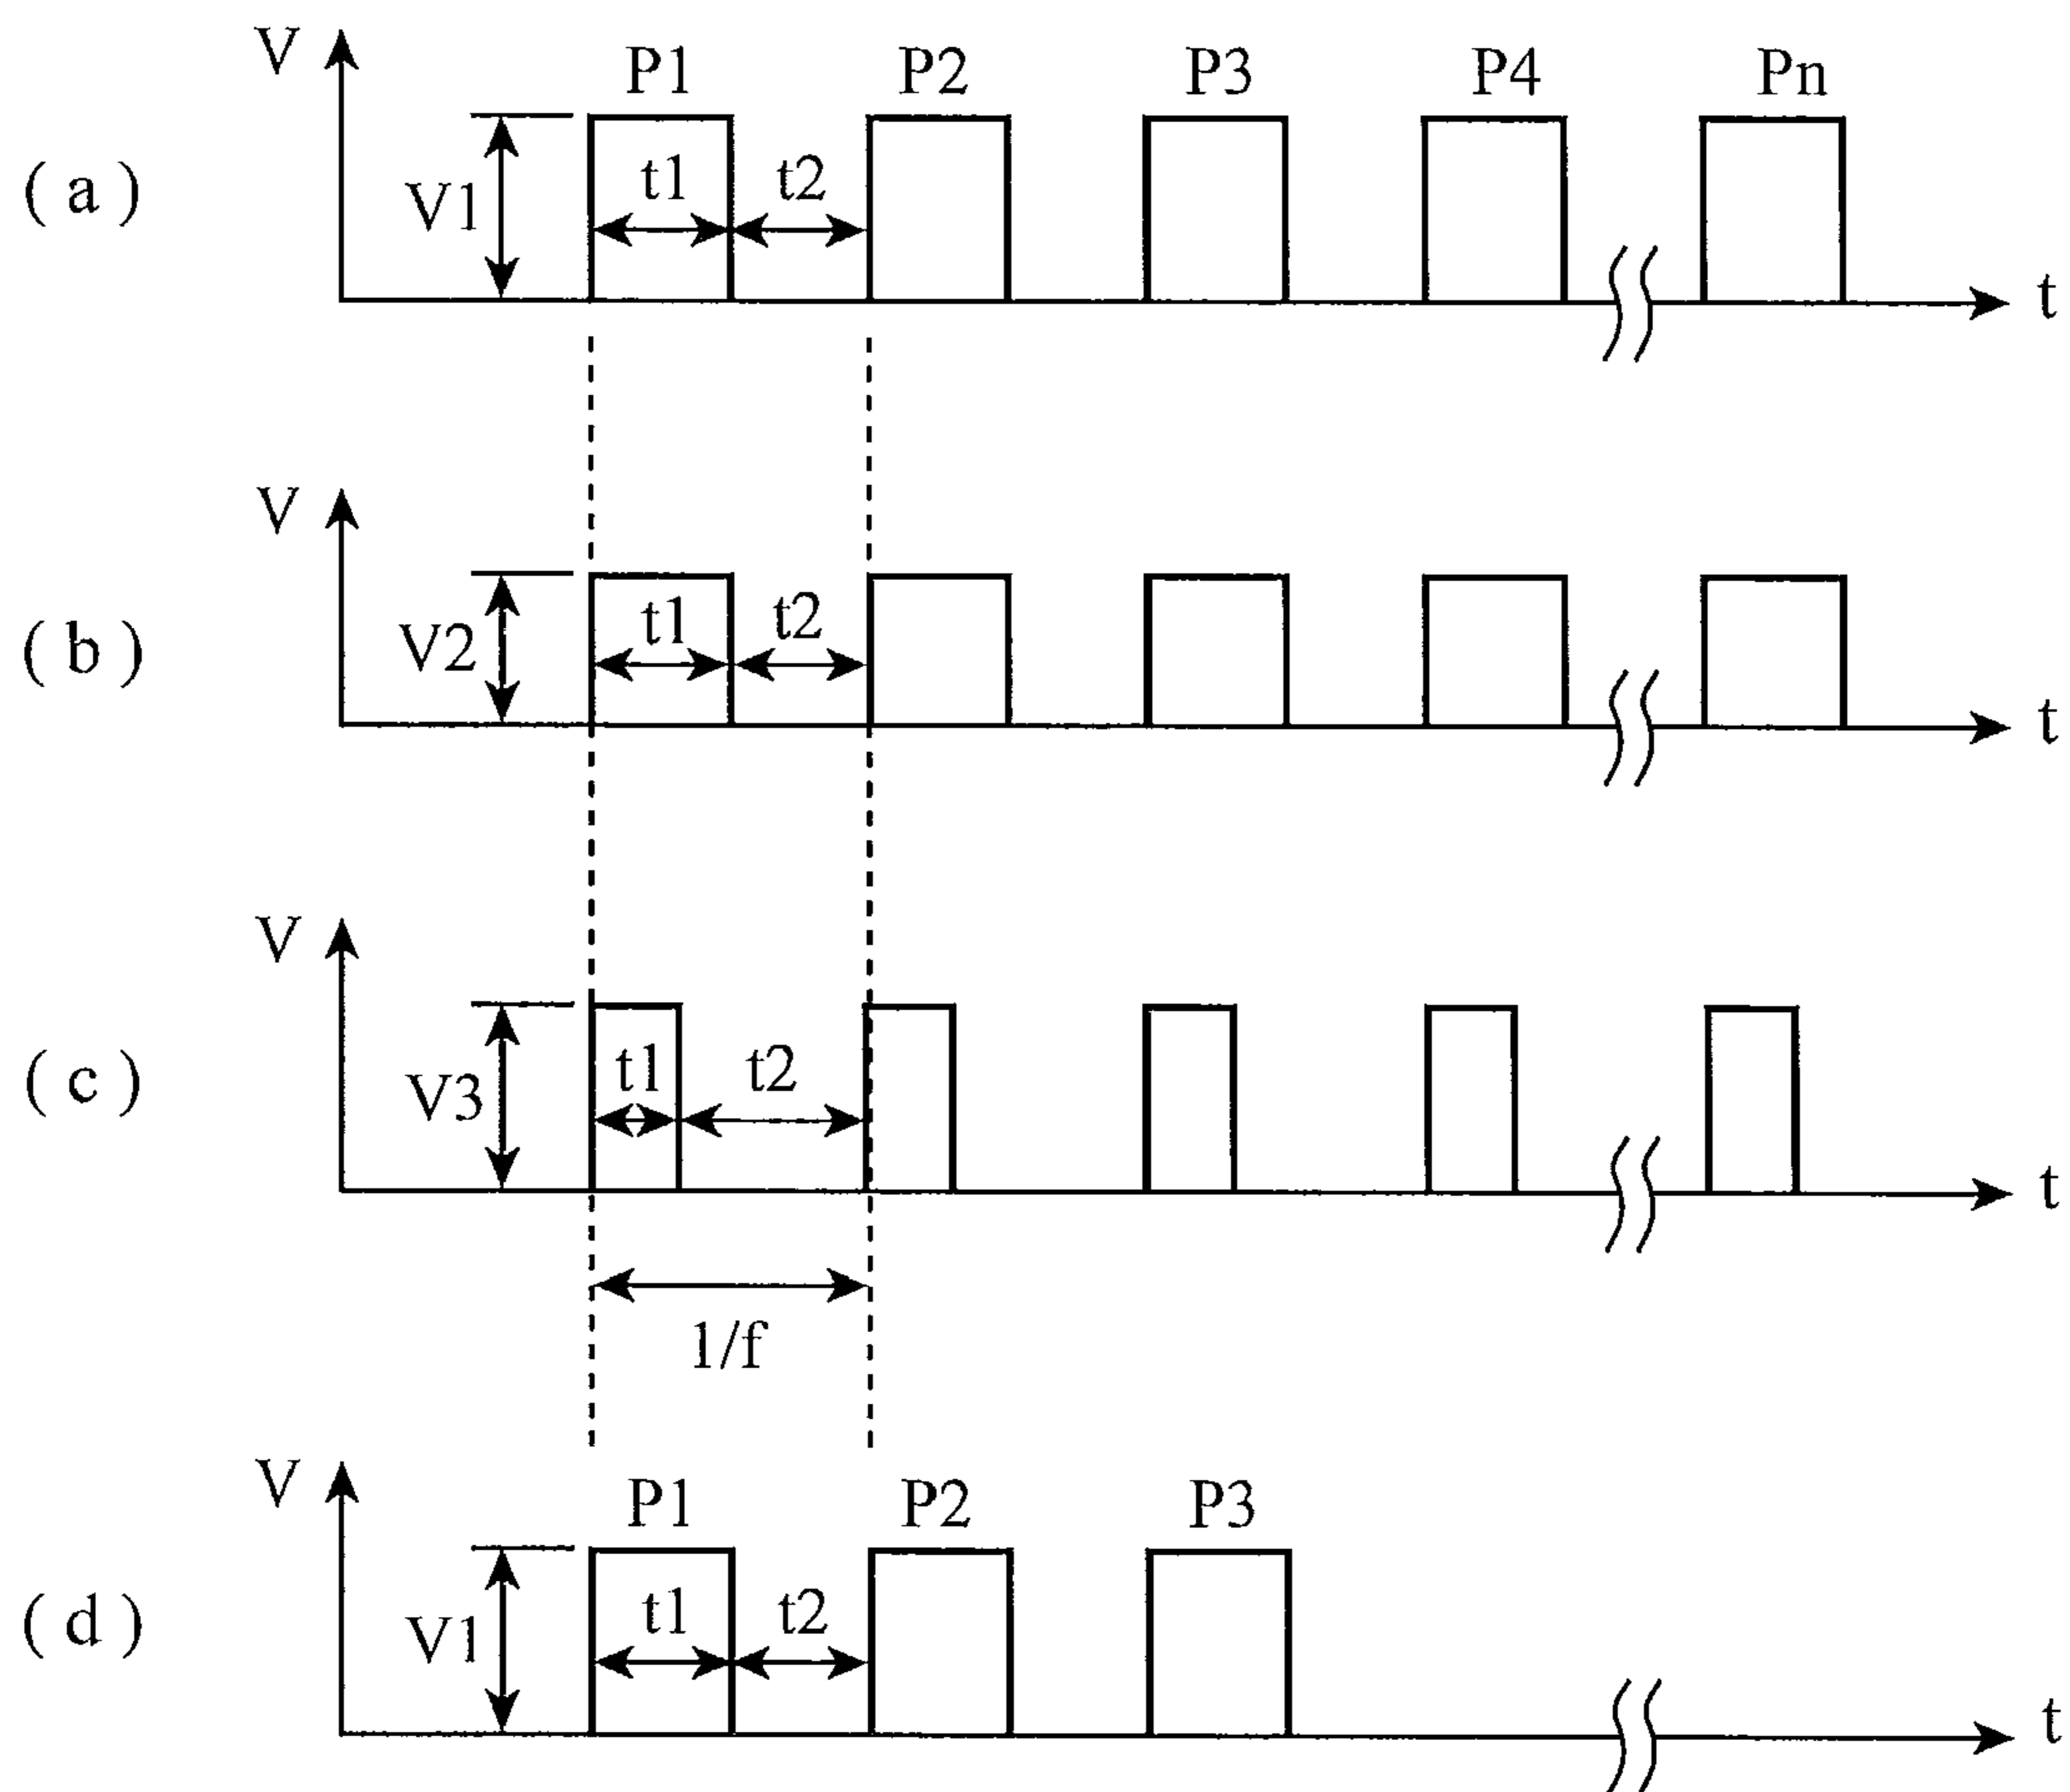 V P1 P2 P3 P4 Pn
( a ) V1 t1 t2
t
V
( b ) V2 t1 t2
t
V
( c ) V3 t1 t2
t
1/f
V P1 P2 P3
( d ) V1 t1 t2
t